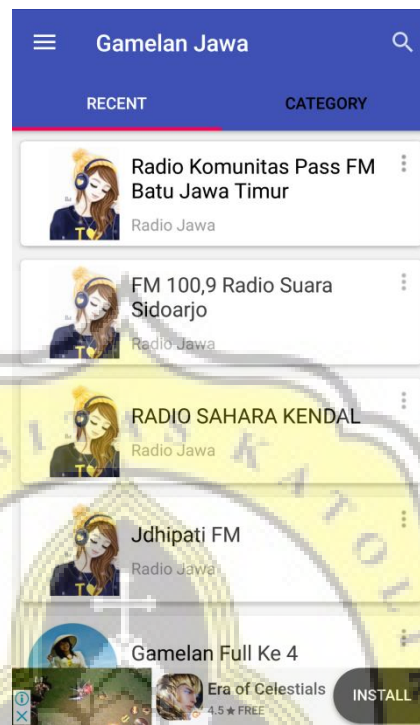 Gamelan Jawa
RECENT
CATEGORY
Radio Komunitas Pass FM
Batu Jawa Timur
Radio Jawa
FM 100,9 Radio Suara
Sidoarjo
Radio Jawa
RADIO SAHARA KENDAL
Radio Jawa
Jdhipati FM
Radio Jawa
Gamelan Full Ke 4
Era of Celestials
4.5 ★ FREE
INSTALL